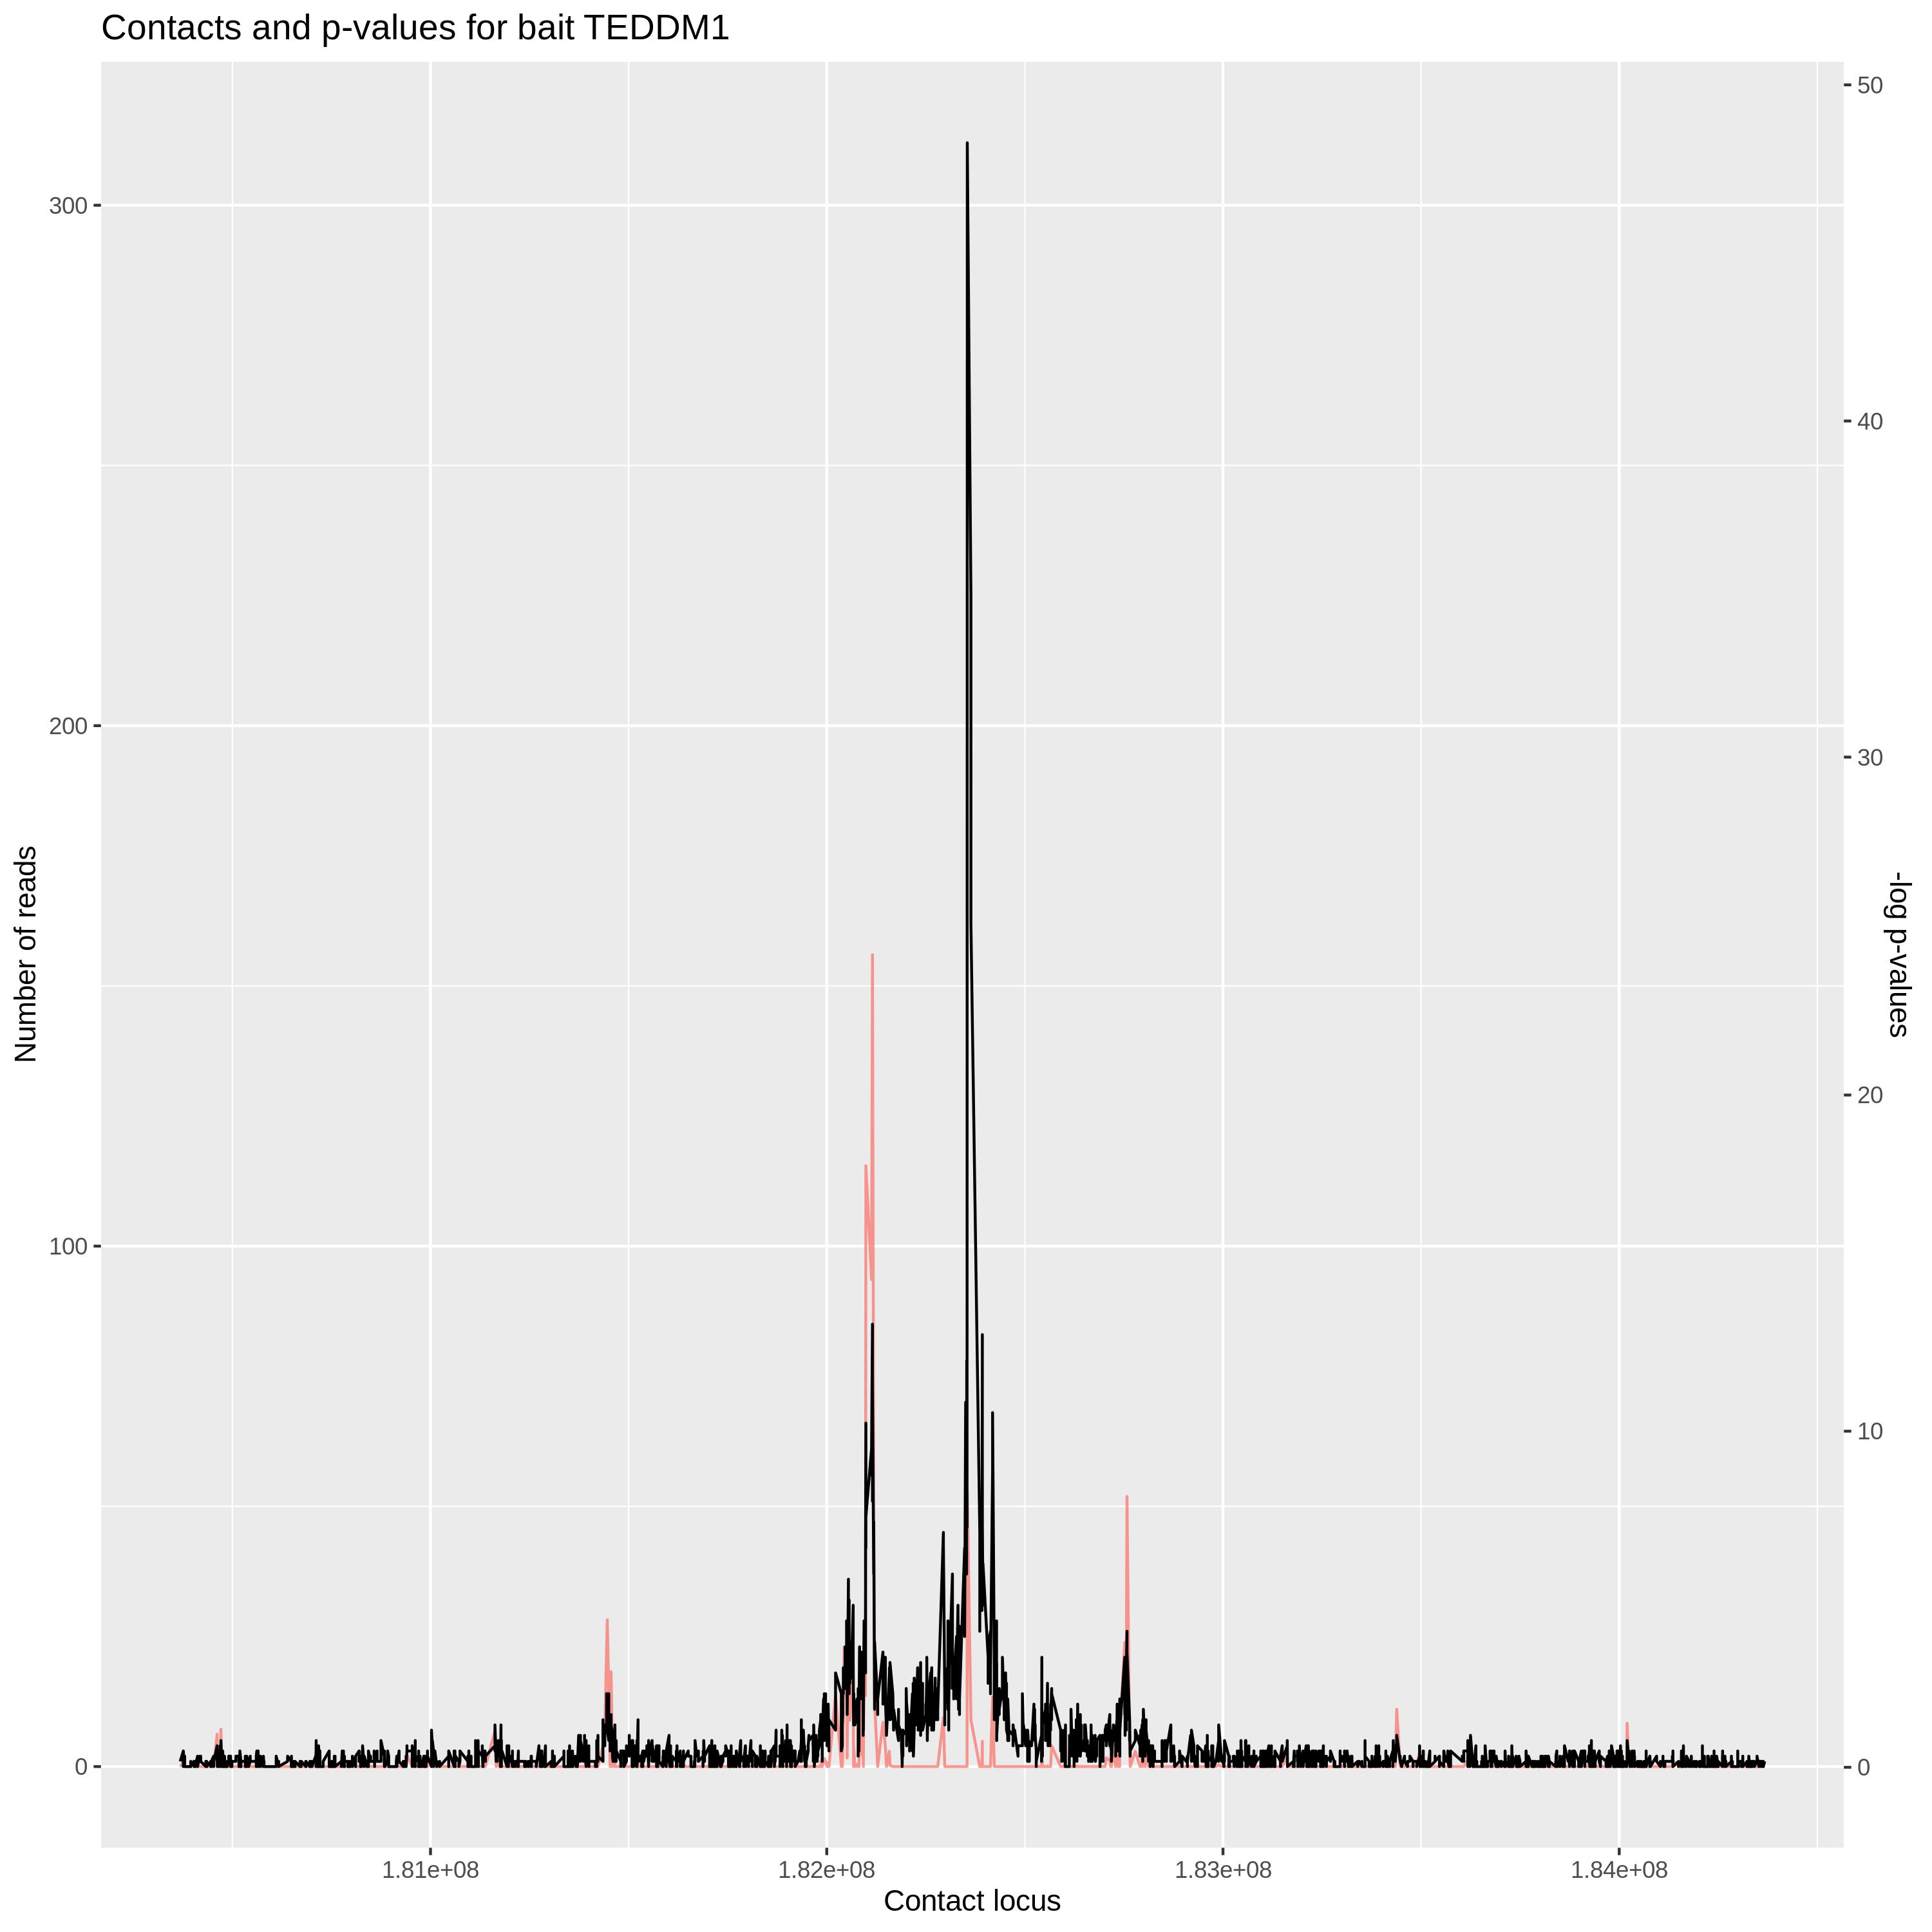 Contacts and p-values for bait TEDDM1
300
200
100
0
Number of reads
50
40
30
20
10
0
-log p-values
1.81e+08
1.82e+08
1.83e+08
1.84e+08
Contact locus